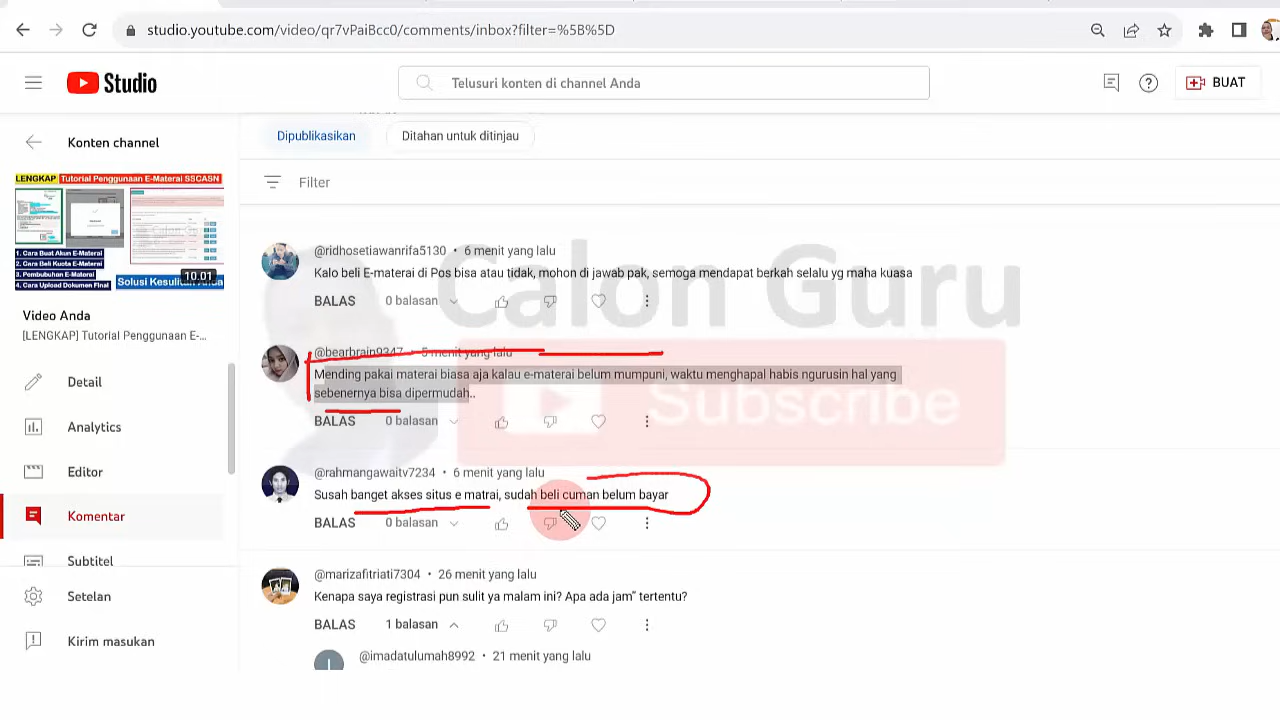 studio.youtube.com/video/qr7vPaiBcc0/comments/inbox?filter=%5B%5D
Studio
Telusuri konten di channel Anda
BUAT
Konten channel
Dipublikasikan
Ditahan untuk ditinjau
Filter
LENGKAP Tutorial Penggunaan E-Materai SSCASN
1. Cara Buat Akun E-Materai
2. Cara Beli Kuota E-Materai
3. Pembubuhan E-Materai
4. Cara Upload Dokumen Final
Solusi Kesulitan Anda
10.01
Video Anda
[LENGKAP] Tutorial Penggunaan E-...
Detail
Analytics
Editor
Komentar
Subtitel
Setelan
Kirim masukan
@ridhosetiawanrifa5130 • 6 menit yang lalu
Kalo beli E-materai di Pos bisa atau tidak, mohon di jawab pak, semoga mendapat berkah selalu yg maha kuasa
BALAS 0 balasan
Calon Guru
@bearbrain9347 • 5 menit yang lalu
Mending pakai materai biasa aja kalau e-materai belum mumpuni, waktu menghapal habis ngurusin hal yang
sebenernya bisa dipermudah..
Subscribe
BALAS 0 balasan
@rahmangawaitv7234 • 6 menit yang lalu
Susah banget akses situs e matrai, sudah beli cuman belum bayar
BALAS 0 balasan
@marizafitriati7304 • 26 menit yang lalu
Kenapa saya registrasi pun sulit ya malam ini? Apa ada jam" tertentu?
BALAS 1 balasan
@imadatulumah8992 • 21 menit yang lalu